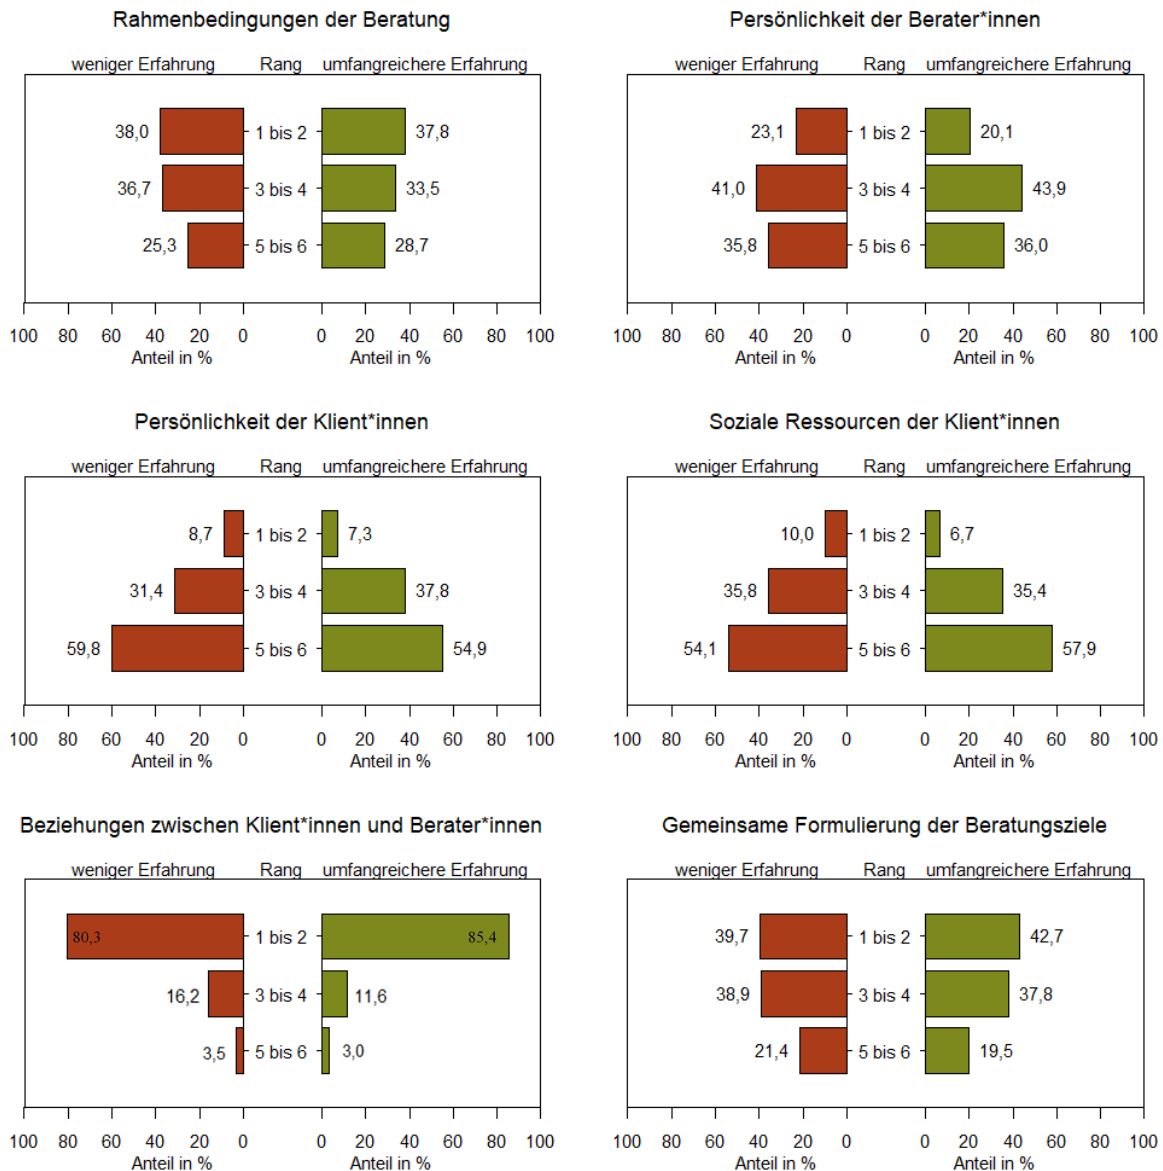 Rahmenbedingungen der Beratung
weniger Erfahrung Rang umfangreichere Erfahrung
38,0 1 bis 2 37,8
36,7 3 bis 4 33,5
25,3 5 bis 6 28,7
100 80 60 40 20 0 0 20 40 60 80 100
Anteil in % Anteil in %
Persönlichkeit der Berater*innen
weniger Erfahrung Rang umfangreichere Erfahrung
23,1 1 bis 2 20,1
41,0 3 bis 4 43,9
35,8 5 bis 6 36,0
100 80 60 40 20 0 0 20 40 60 80 100
Anteil in % Anteil in %
Persönlichkeit der Klient*innen
weniger Erfahrung Rang umfangreichere Erfahrung
8,7 1 bis 2 7,3
31,4 3 bis 4 37,8
59,8 5 bis 6 54,9
100 80 60 40 20 0 0 20 40 60 80 100
Anteil in % Anteil in %
Soziale Ressourcen der Klient*innen
weniger Erfahrung Rang umfangreichere Erfahrung
10,0 1 bis 2 6,7
35,8 3 bis 4 35,4
54,1 5 bis 6 57,9
100 80 60 40 20 0 0 20 40 60 80 100
Anteil in % Anteil in %
Beziehungen zwischen Klient*innen und Berater*innen
weniger Erfahrung Rang umfangreichere Erfahrung
80,3 1 bis 2 85,4
16,2 3 bis 4 11,6
3,5 5 bis 6 3,0
100 80 60 40 20 0 0 20 40 60 80 100
Anteil in % Anteil in %
Gemeinsame Formulierung der Beratungsziele
weniger Erfahrung Rang umfangreichere Erfahrung
39,7 1 bis 2 42,7
38,9 3 bis 4 37,8
21,4 5 bis 6 19,5
100 80 60 40 20 0 0 20 40 60 80 100
Anteil in % Anteil in %